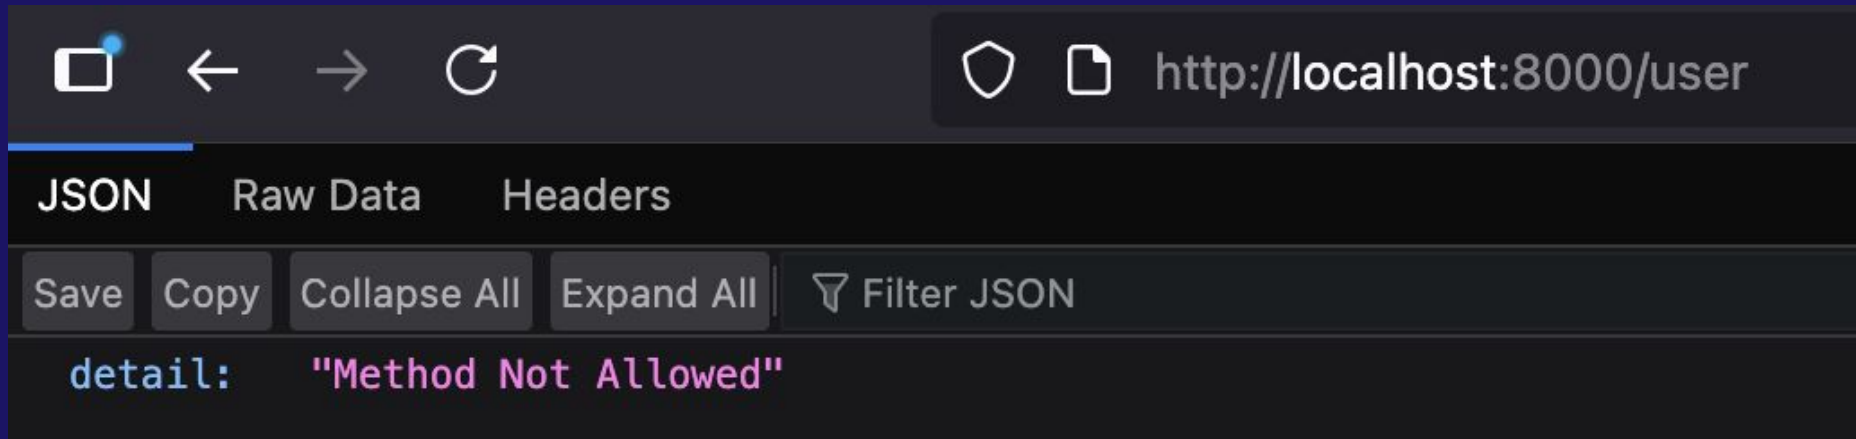 http://localhost:8000/user
JSON Raw Data Headers
Save Copy Collapse All Expand All Filter JSON
detail: "Method Not Allowed"